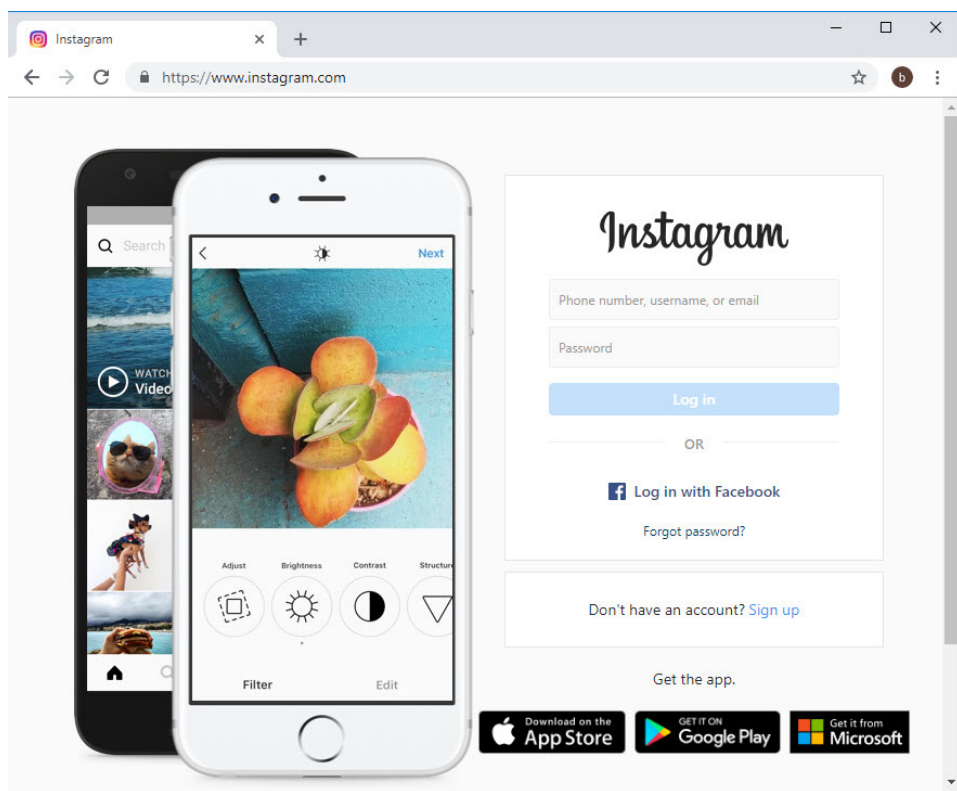 Instagram
https://www.instagram.com
b
Search
WATCH
Video
Next
Adjust
Brightness
Contrast
Structure
Filter
Edit
Instagram
Phone number, username, or email
Password
Log in
OR
Log in with Facebook
Forgot password?
Don't have an account? Sign up
Get the app.
Download on the
App Store
GET IT ON
Google Play
Get it from
Microsoft